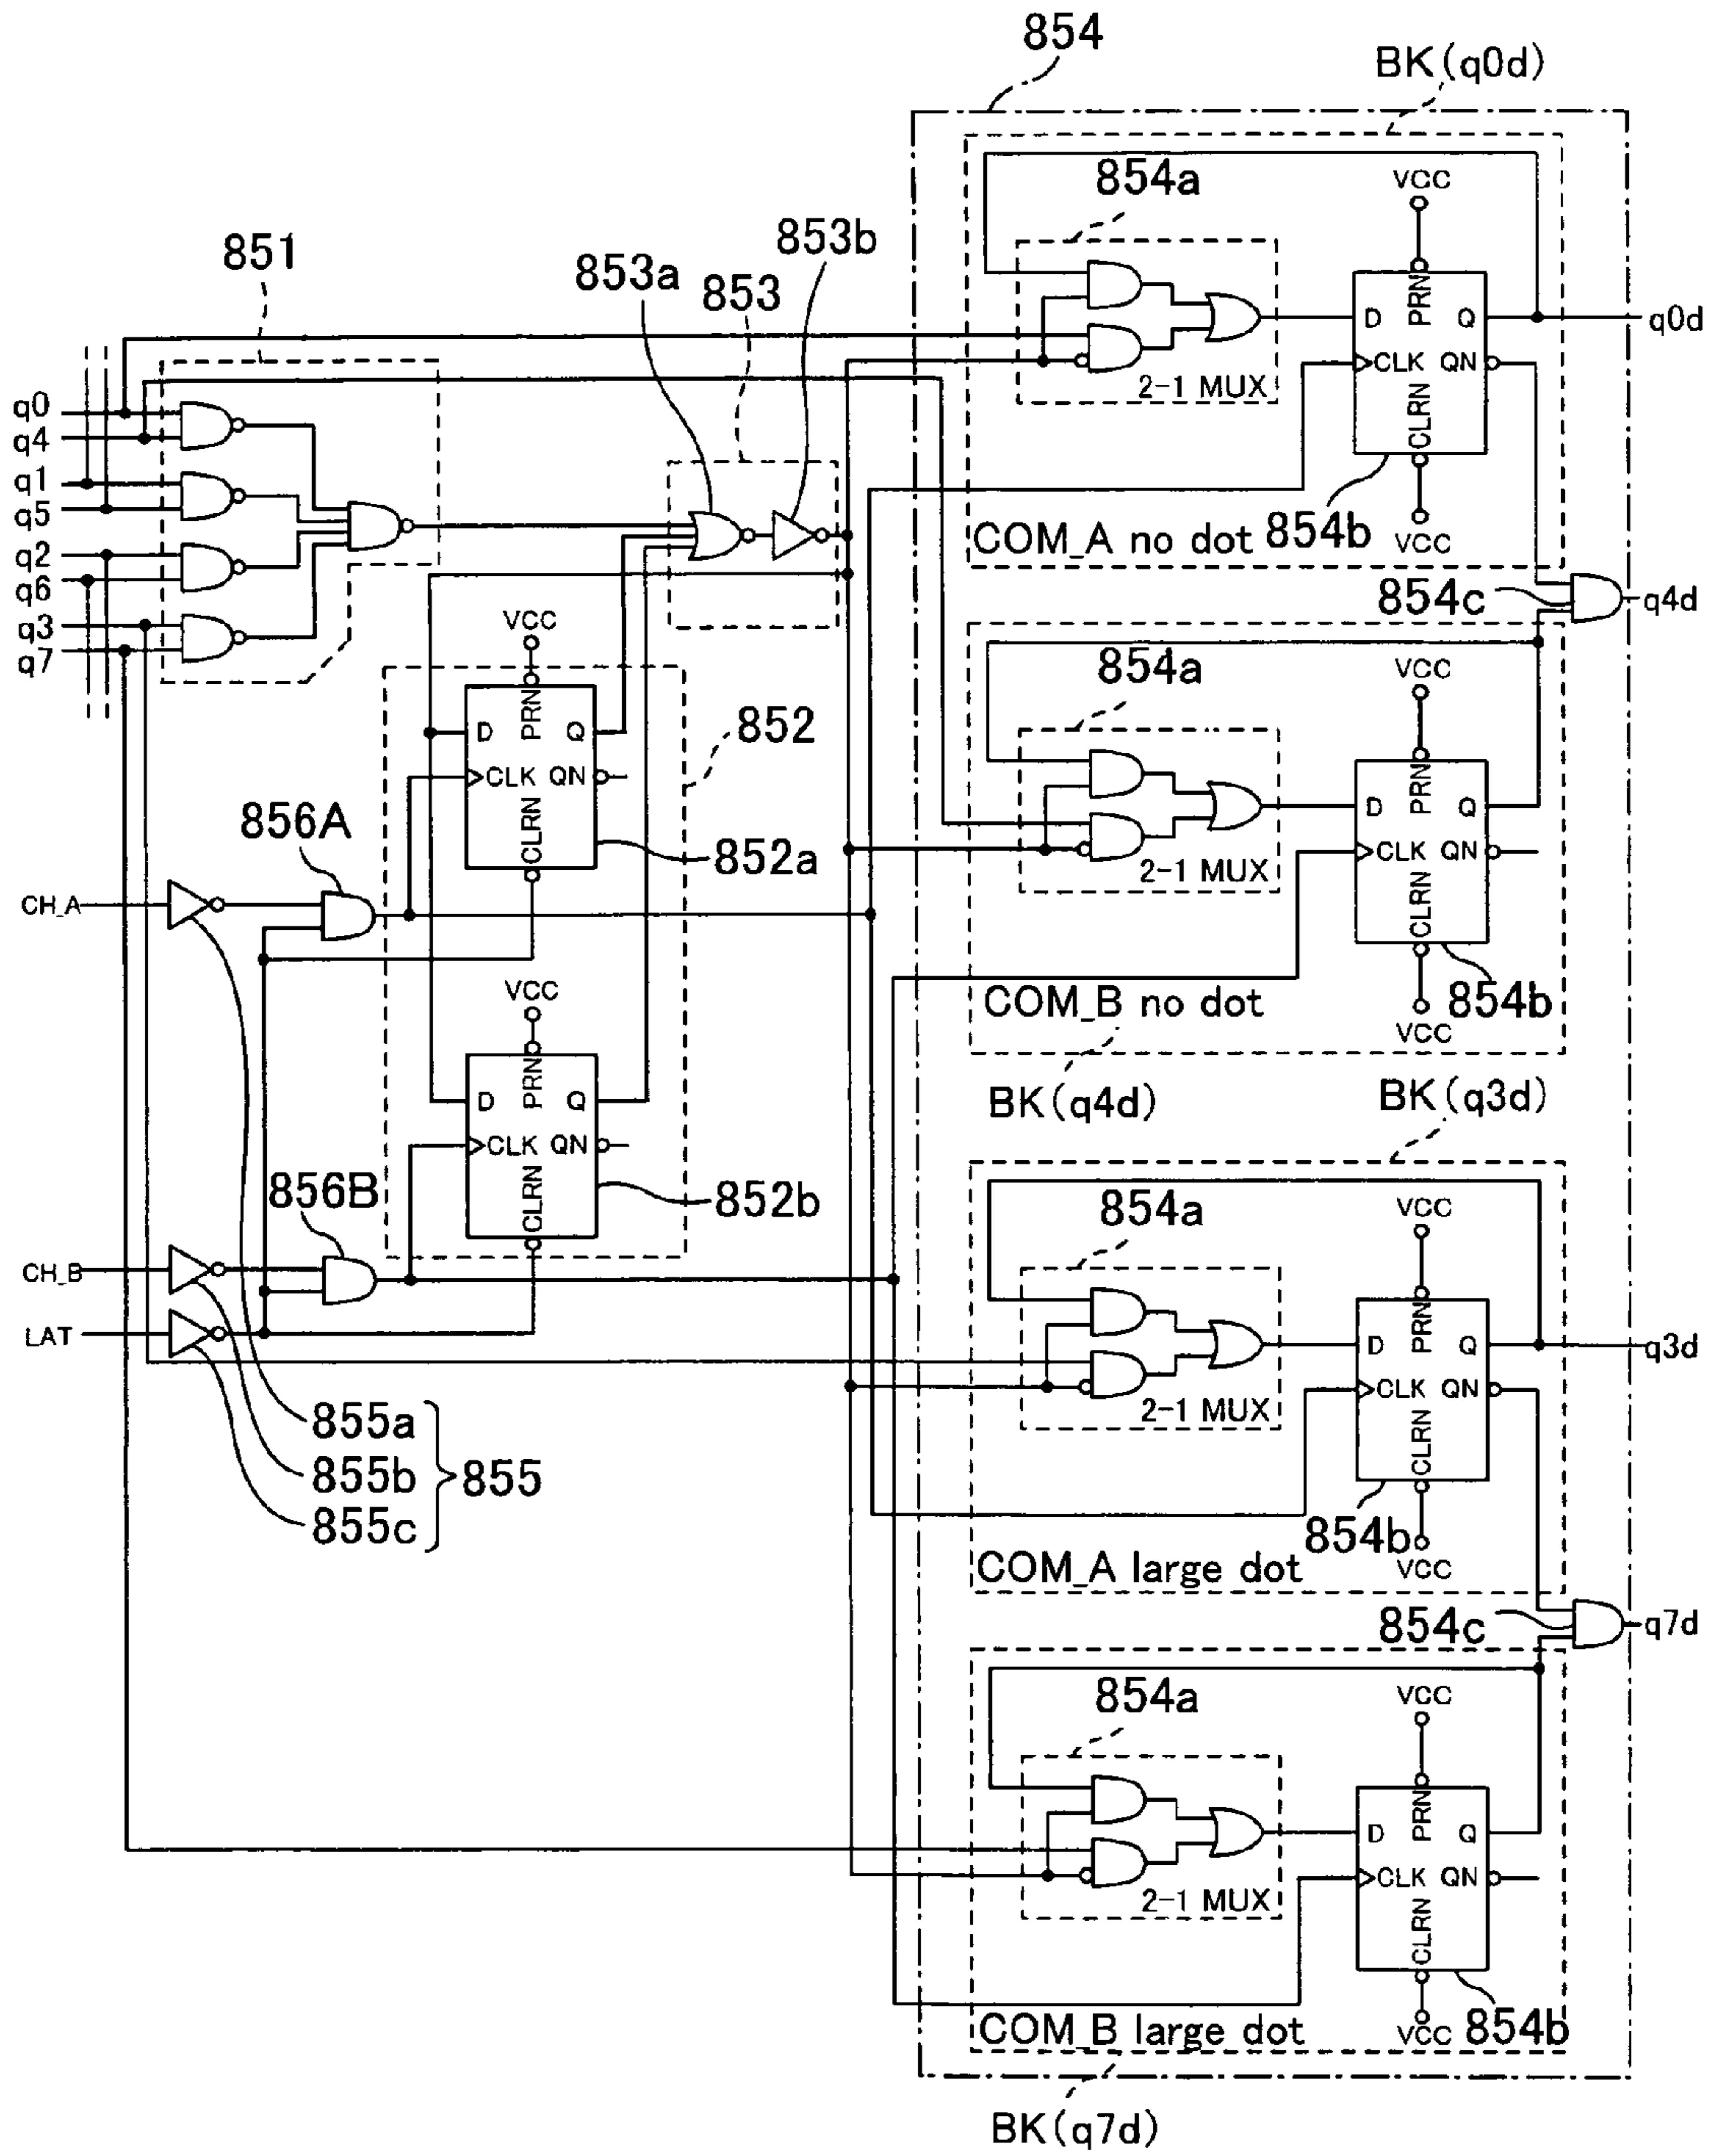 854
BK(q0d)
854a
VCC
853b
851
853a
853
D
PRN
Q
q0d
CLK
QN
CLRN
2-1 MUX
q0
q4
q1
q5
COM_A no dot
854b
VCC
q2
q6
854c
q4d
q3
q7
VCC
854a
VCC
D
PRN
Q
852
CLK
QN
CLRN
852a
D
PRN
Q
CLK
QN
CLRN
2-1 MUX
856A
CH_A
VCC
COM_B no dot
854b
VCC
D
PRN
Q
BK(q4d)
BK(q3d)
CLK
QN
CLRN
852b
856B
854a
VCC
CH_B
LAT
D
PRN
Q
q3d
CLK
QN
CLRN
2-1 MUX
855a
855b
855c
855
854b
COM_A large dot
VCC
854c
q7d
854a
VCC
D
PRN
Q
CLK
QN
CLRN
2-1 MUX
COM_B large dot
VCC
854b
BK(q7d)